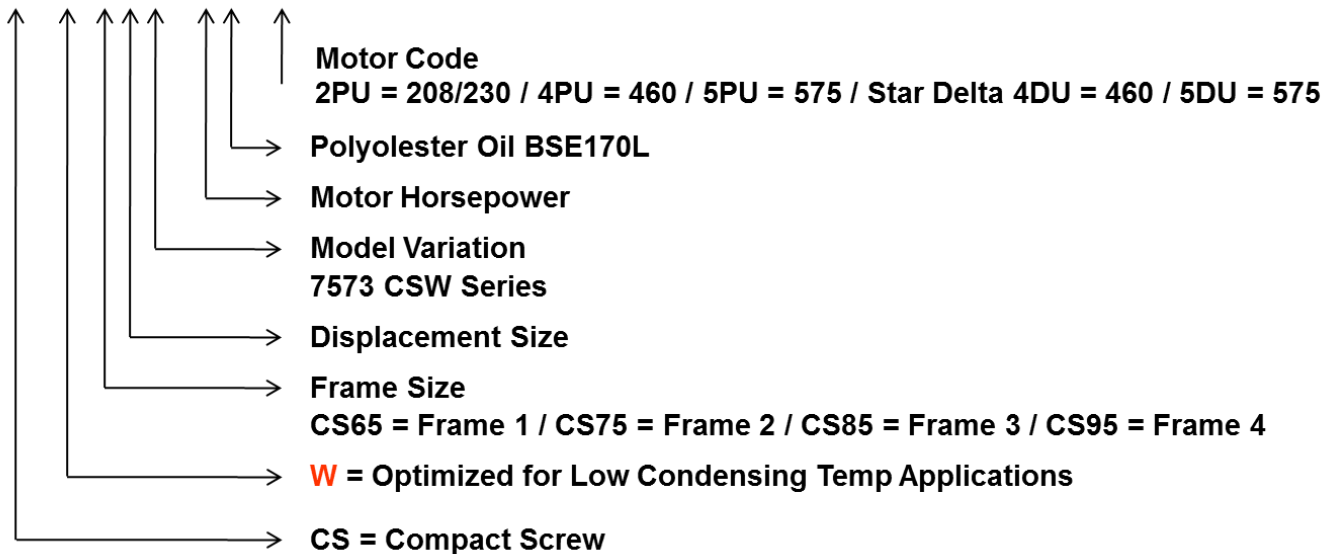 Motor Code
2PU = 208/230 / 4PU = 460 / 5PU = 575 / Star Delta 4DU = 460 / 5DU = 575
Polyolester Oil BSE170L
Motor Horsepower
Model Variation
7573 CSW Series
Displacement Size
Frame Size
CS65 = Frame 1 / CS75 = Frame 2 / CS85 = Frame 3 / CS95 = Frame 4
W = Optimized for Low Condensing Temp Applications
CS = Compact Screw